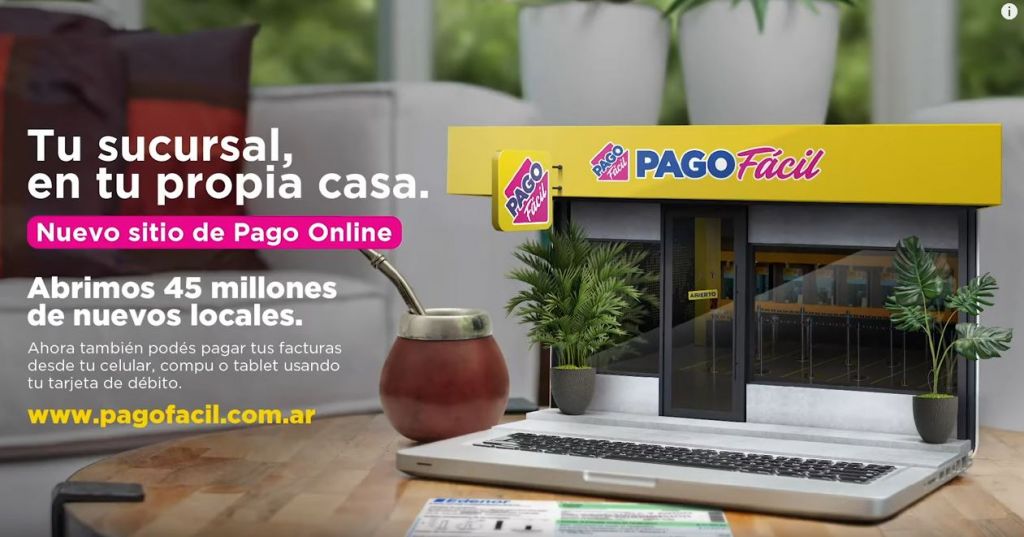 Tu sucursal,
en tu propia casa.
Nuevo sitio de Pago Online
Abrimos 45 millones
de nuevos locales.
Ahora también podés pagar tus facturas
desde tu celular, compu o tablet usando
tu tarjeta de débito.
www.pagofacil.com.ar
PAGO
Fácil
PAGO
Fácil
PAGO Fácil
ABIERTO
Edenor
i